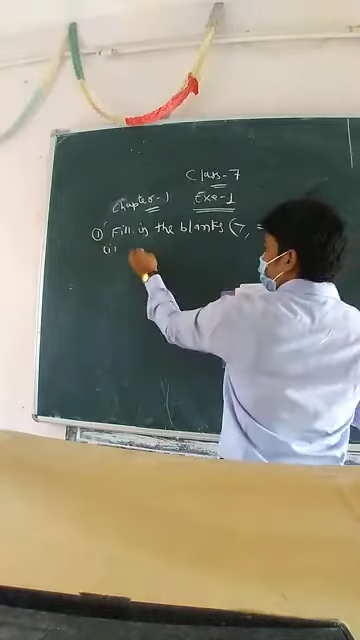 Class-7
Chapter-1 Exe-1
① Fill in the blanks (>, =
(i)